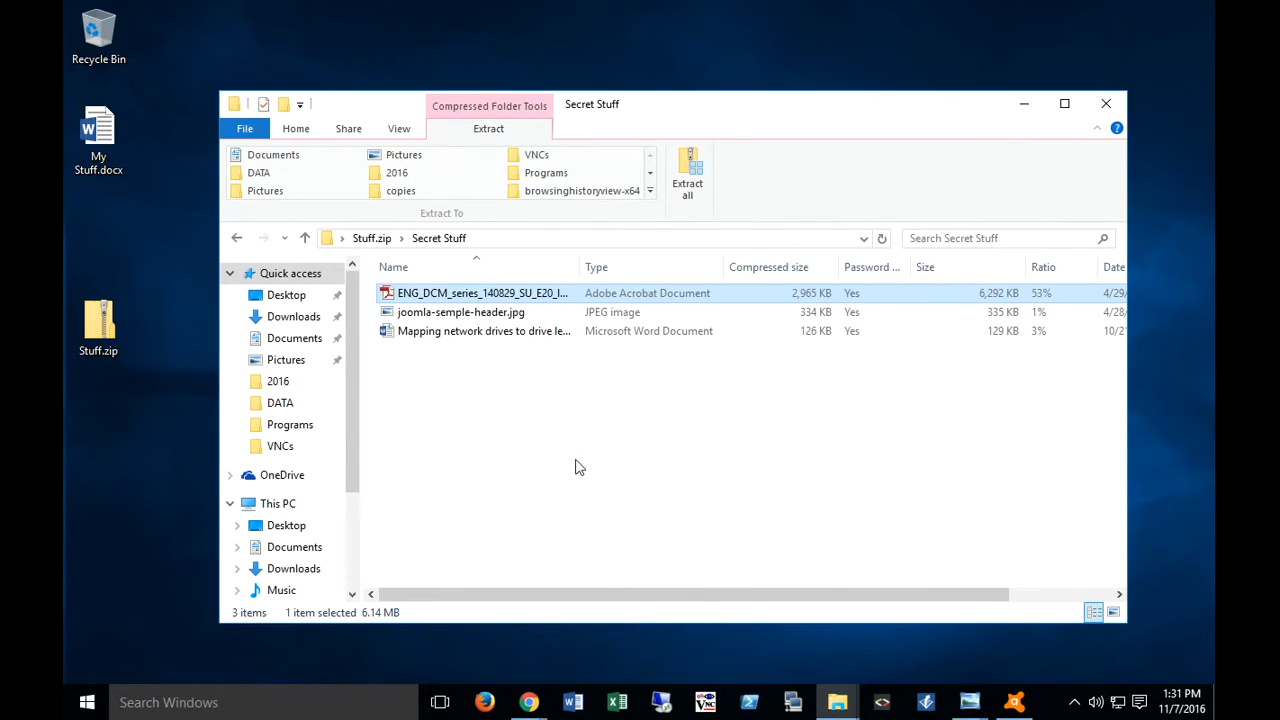 Recycle Bin
My
Stuff.docx
Stuff.zip
Compressed Folder Tools
Secret Stuff
File
Home
Share
View
Extract
Documents
Pictures
VNCs
DATA
2016
Programs
Pictures
copies
browsinghistoryview-x64
Extract
all
Extract To
Stuff.zip
Secret Stuff
Search Secret Stuff
Name
Type
Compressed size
Password ...
Size
Ratio
Date
ENG_DCM_series_140829_SU_E20_I...
Adobe Acrobat Document
2,965 KB
Yes
6,292 KB
53%
4/29/
joomla-semple-header.jpg
JPEG image
334 KB
Yes
335 KB
1%
4/28/
Mapping network drives to drive le...
Microsoft Word Document
126 KB
Yes
129 KB
3%
10/21
Quick access
Desktop
Downloads
Documents
Pictures
2016
DATA
Programs
VNCs
OneDrive
This PC
Desktop
Documents
Downloads
Music
3 items
1 item selected 6.14 MB
Search Windows
1:31 PM
11/7/2016